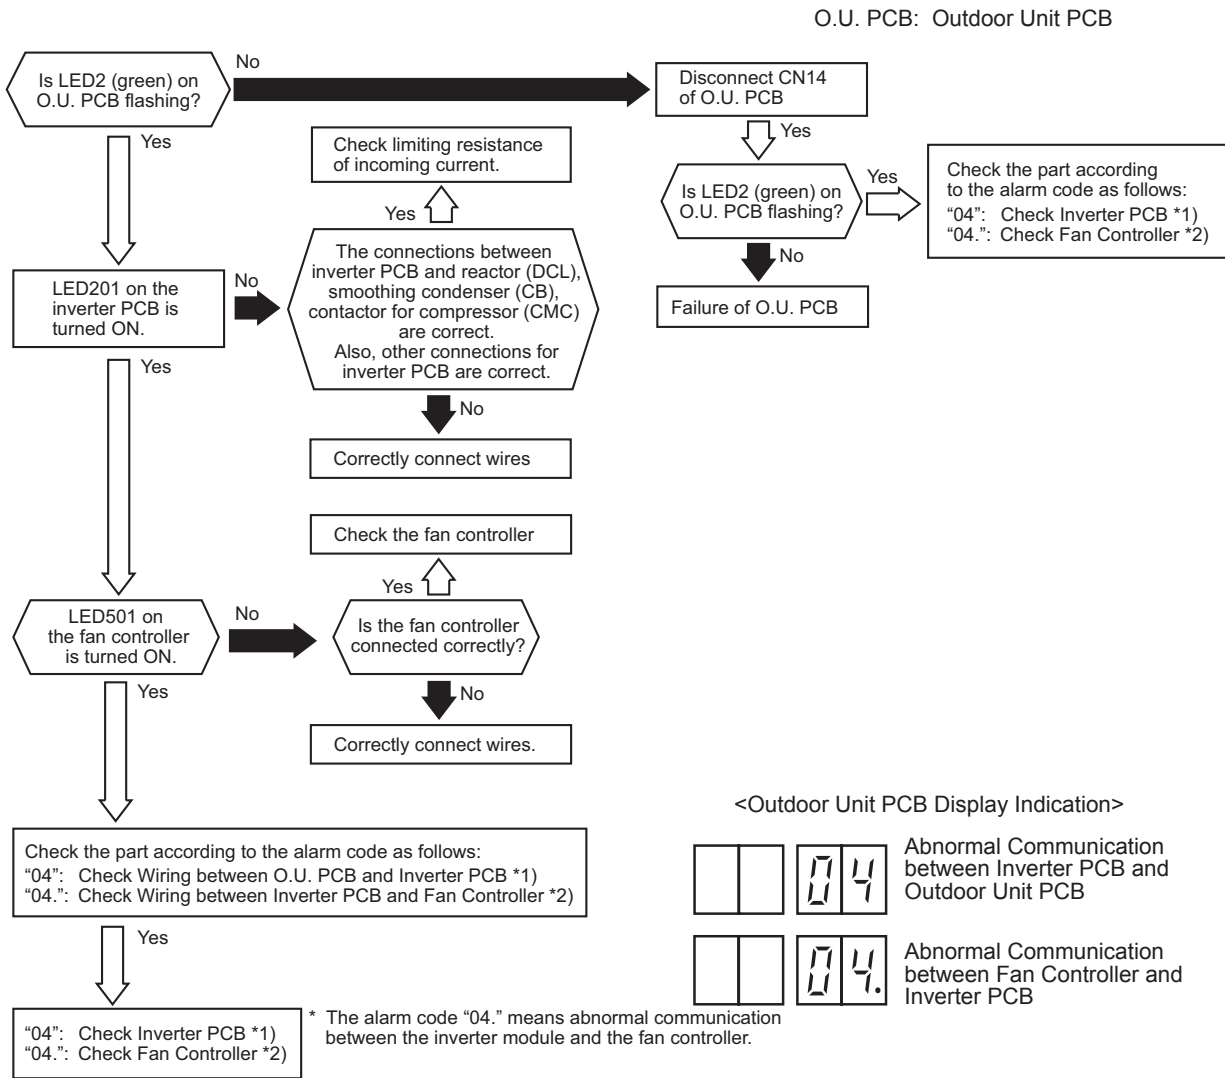 O.U. PCB: Outdoor Unit PCB
Is LED2 (green) on
O.U. PCB flashing?
No
Yes
Disconnect CN14
of O.U. PCB
Yes
Is LED2 (green) on
O.U. PCB flashing?
Yes
Check the part according
to the alarm code as follows:
“04”: Check Inverter PCB *1)
“04.”: Check Fan Controller *2)
No
Failure of O.U. PCB
Check limiting resistance
of incoming current.
Yes
LED201 on the
inverter PCB is
turned ON.
No
The connections between
inverter PCB and reactor (DCL),
smoothing condenser (CB),
contactor for compressor (CMC)
are correct.
Also, other connections for
inverter PCB are correct.
Yes
No
Correctly connect wires
Check the fan controller
Yes
LED501 on
the fan controller
is turned ON.
No
Is the fan controller
connected correctly?
Yes
No
Correctly connect wires.
Check the part according to the alarm code as follows:
“04”: Check Wiring between O.U. PCB and Inverter PCB *1)
“04.”: Check Wiring between Inverter PCB and Fan Controller *2)
Yes
“04”: Check Inverter PCB *1)
“04.”: Check Fan Controller *2)
* The alarm code “04.” means abnormal communication
between the inverter module and the fan controller.
<Outdoor Unit PCB Display Indication>
04
Abnormal Communication
between Inverter PCB and
Outdoor Unit PCB
04.
Abnormal Communication
between Fan Controller and
Inverter PCB